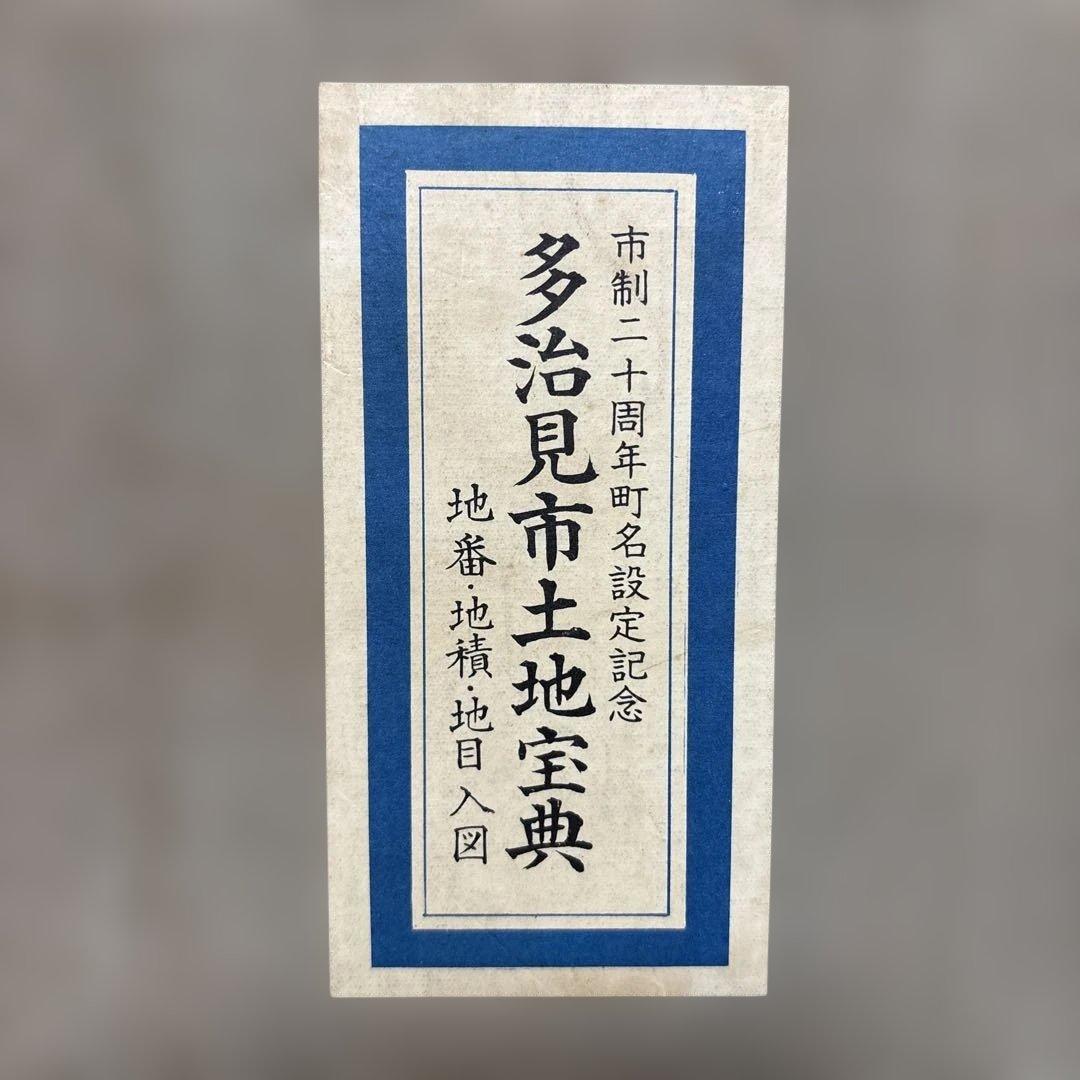 市制二十周年町名設定記念
多治見市土地宝典
地番・地積・地目入図